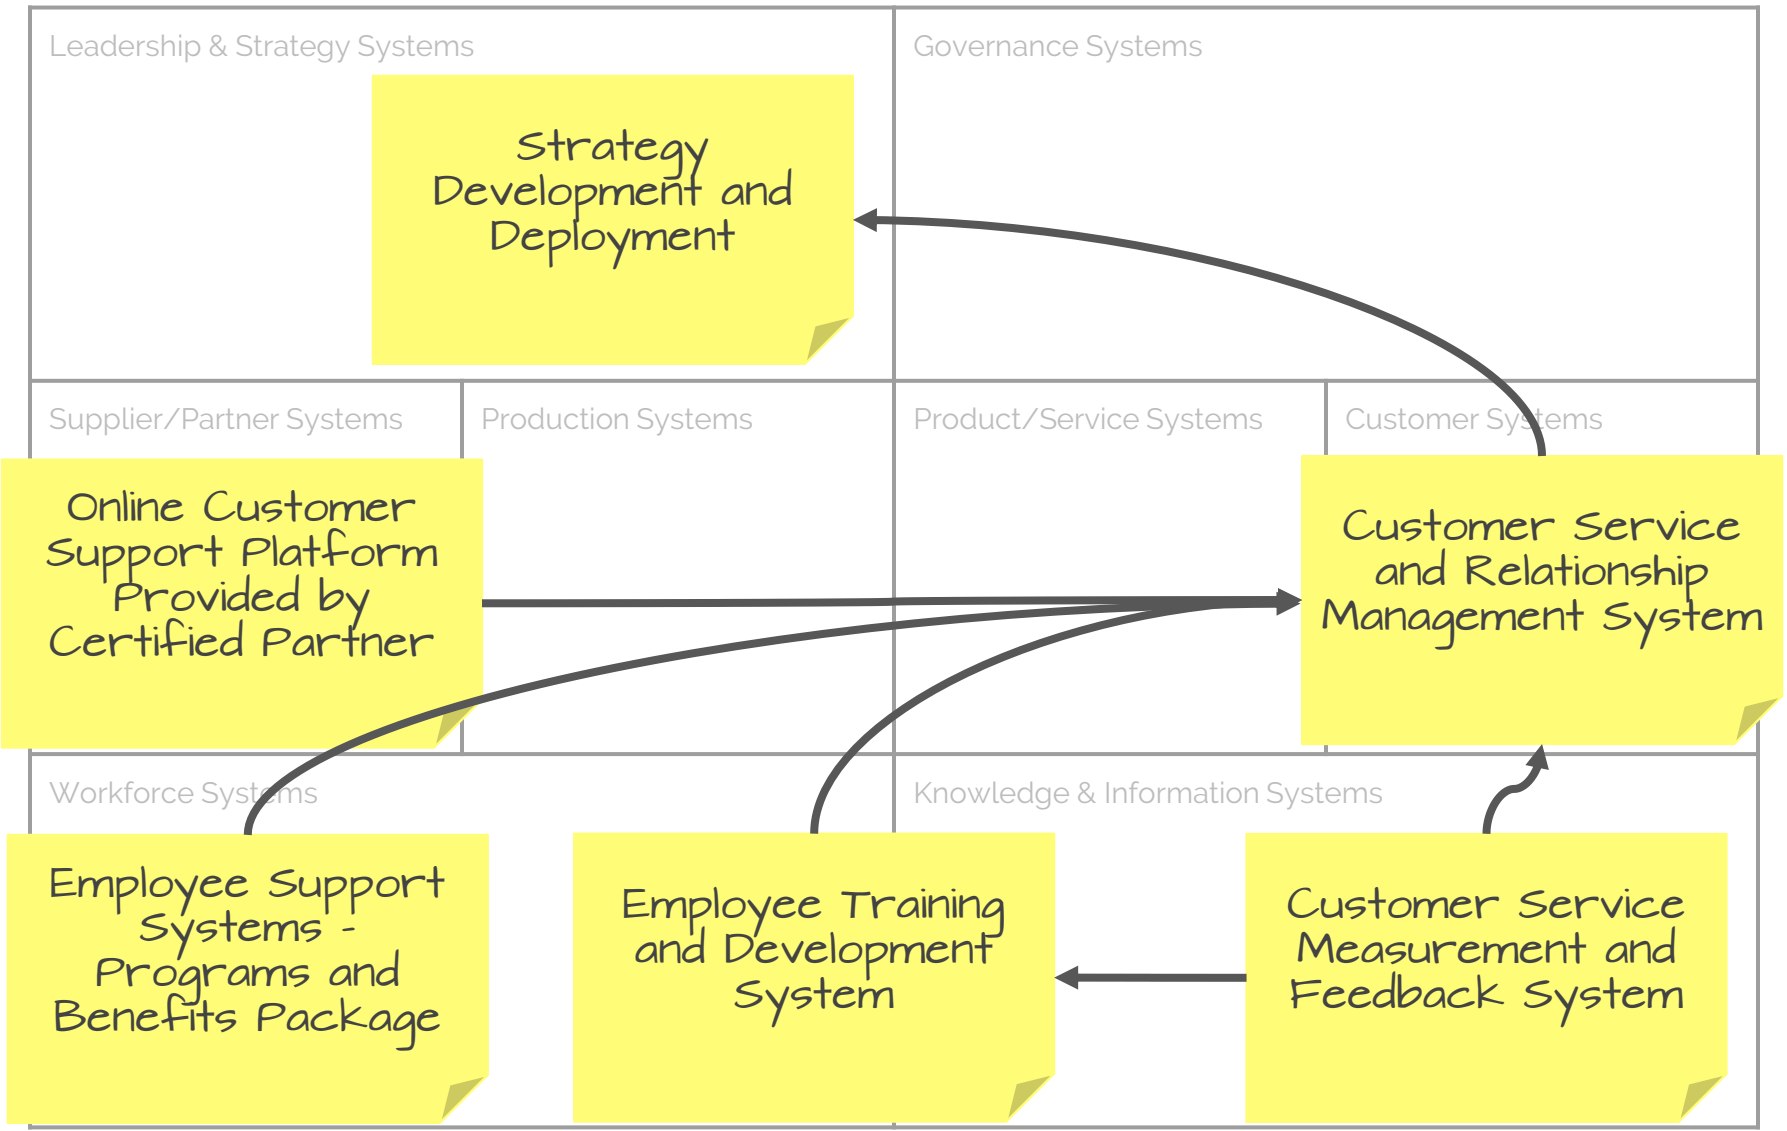 Leadership & Strategy Systems
Governance Systems
Strategy
Development and
Deployment
Supplier/Partner Systems
Production Systems
Product/Service Systems
Customer Systems
Online Customer
Support Platform
Provided by
Certified Partner
Customer Service
and Relationship
Management System
Workforce Systems
Knowledge & Information Systems
Employee Support
Systems -
Programs and
Benefits Package
Employee Training
and Development
System
Customer Service
Measurement and
Feedback System